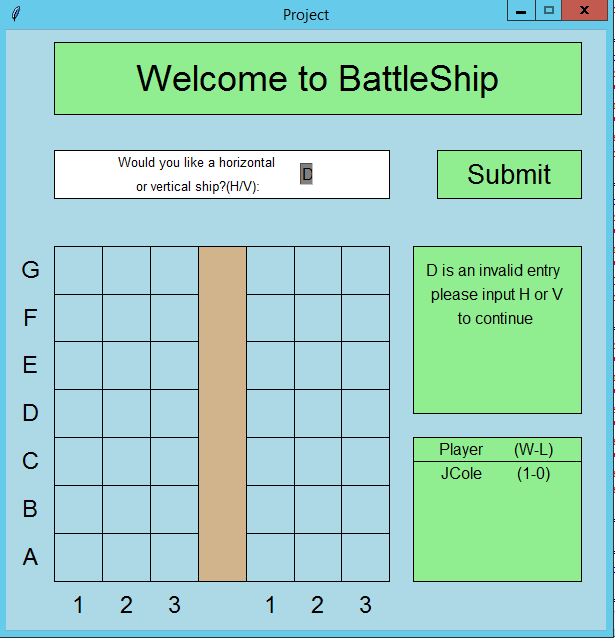 Project
Welcome to BattleShip
Would you like a horizontal
or vertical ship?(H/V):
D
Submit
G
F
E
D
C
B
A
1 2 3 1 2 3
D is an invalid entry
please input H or V
to continue
Player (W-L)
JCole (1-0)